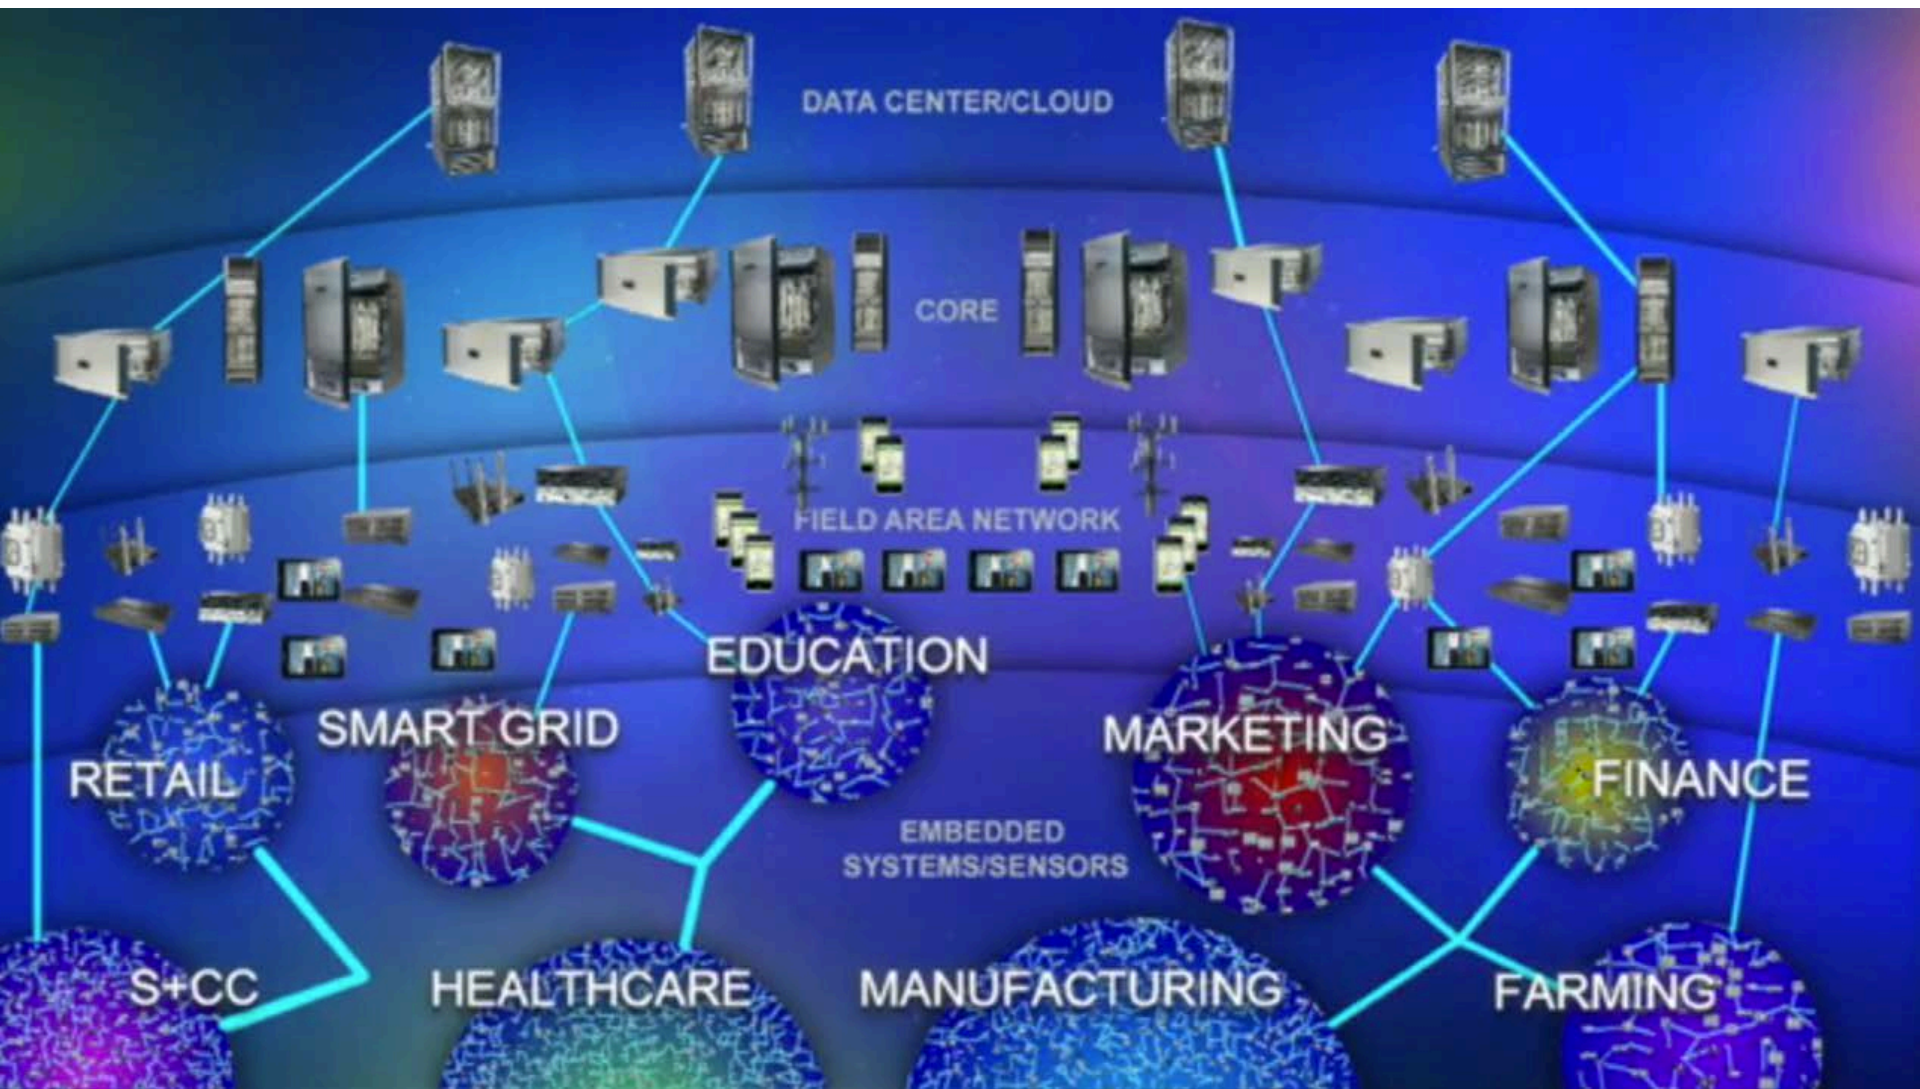 DATA CENTER/CLOUD
CORE
FIELD AREA NETWORK
EDUCATION
SMART GRID
MARKETING
RETAIL
FINANCE
EMBEDDED
SYSTEMS/SENSORS
S+CC
HEALTHCARE
MANUFACTURING
FARMING